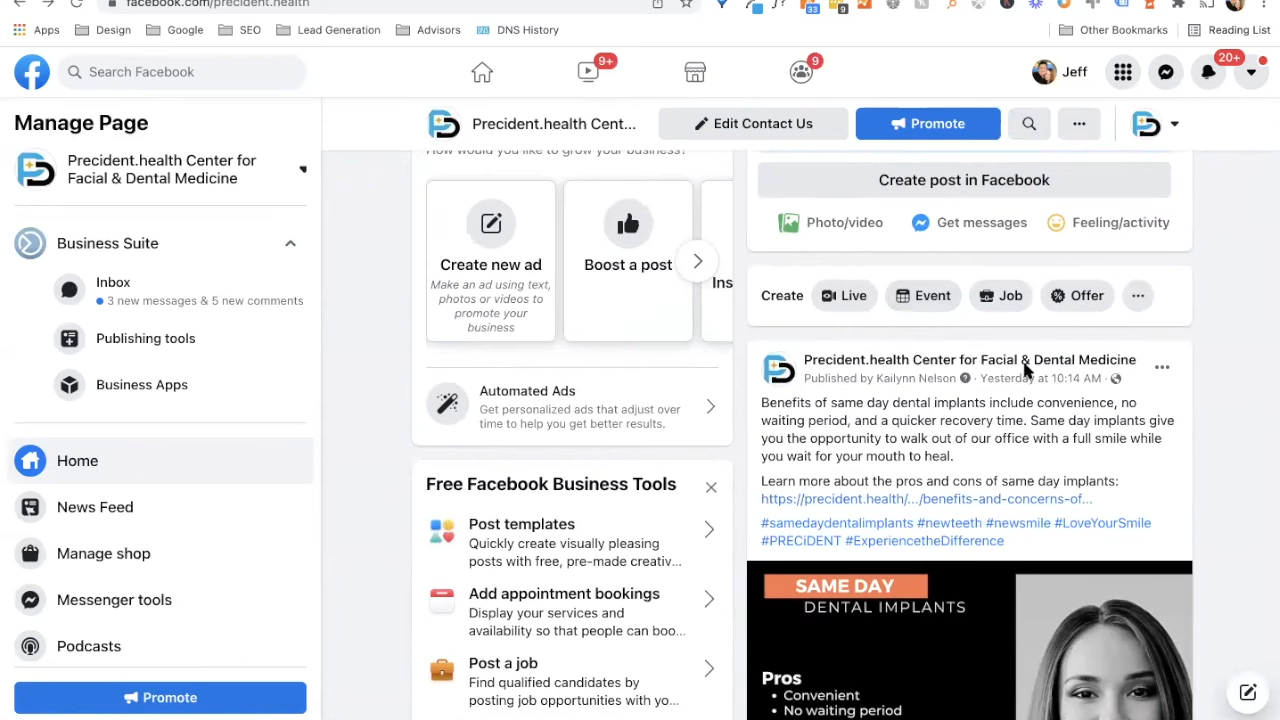 facebook.com/precident.health
33
9
Apps
Design
Google
SEO
Lead Generation
Advisors
DNS History
Other Bookmarks
Reading List
Search Facebook
9+
9
Jeff
20+
Manage Page
Precident.health Center for
Facial & Dental Medicine
Business Suite
Inbox
3 new messages & 5 new comments
Publishing tools
Business Apps
Home
News Feed
Manage shop
Messenger tools
Podcasts
Promote
Precident.health Cent...
Edit Contact Us
Promote
How would you like to grow your business?
Create new ad
Make an ad using text,
photos or videos to
promote your
business
Boost a post
Ins
Automated Ads
Get personalized ads that adjust over
time to help you get better results.
Free Facebook Business Tools
Post templates
Quickly create visually pleasing
posts with free, pre-made creativ...
Add appointment bookings
Display your services and
availability so that people can boo...
Post a job
Find qualified candidates by
posting job opportunities with yo...
Create post in Facebook
Photo/video
Get messages
Feeling/activity
Create
Live
Event
Job
Offer
Precident.health Center for Facial & Dental Medicine
Published by Kailynn Nelson · Yesterday at 10:14 AM ·
Benefits of same day dental implants include convenience, no
waiting period, and a quicker recovery time. Same day implants give
you the opportunity to walk out of our office with a full smile while
you wait for your mouth to heal.
Learn more about the pros and cons of same day implants:
https://precident.health/.../benefits-and-concerns-of...
#samedaydentalimplants #newteeth #newsmile #LoveYourSmile
#PRECiDENT #ExperiencetheDifference
SAME DAY
DENTAL IMPLANTS
Pros
• Convenient
• No waiting period